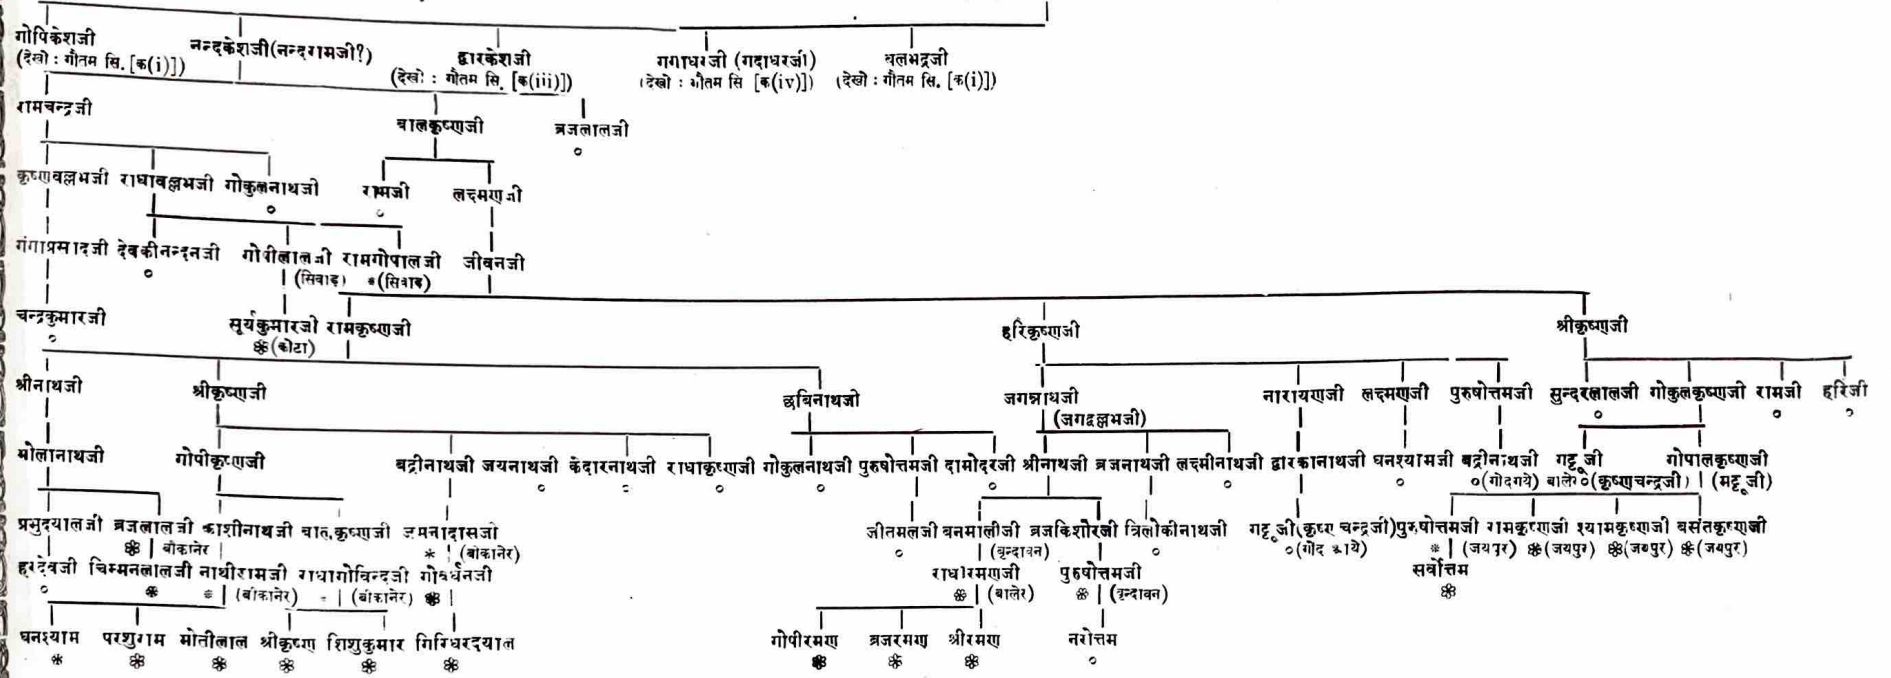 गोपिकेशजी नन्दकेशजी(नन्दरामजी?) द्वारकेशजी गगाधरजी (गदाधरजी) बलभद्रजी
(देखो : गौतम सि. [क(i)]) (देखो : गौतम सि. [क(iii)]) (देखो : गौतम सि [क(iv)]) (देखो : गौतम सि. [क(i)])
रामचन्द्रजी बालकृष्णजी ब्रजलालजी
कृष्णवल्लभजी राधावल्लभजी गोकुलनाथजी रामजी लक्ष्मणजी
गंगाप्रसादजी देवकीनन्दनजी गोपीलालजी रामगोपालजी जीवनजी
(सिवाड़) (सिवाड़)
चन्द्रकुमारजी सूर्यकुमारजी रामकृष्णजी हरिकृष्णजी श्रीकृष्णजी
(कोटा)
श्रीनाथजी श्रीकृष्णजी छबिनाथजी जगन्नाथजी नारायणजी लक्ष्मणजी पुरुषोत्तमजी सुन्दरलालजी गोकुलकृष्णजी रामजी हरिजी
(जगद्वल्लभजी)
भोलानाथजी गोपीकृष्णजी बद्रीनाथजी जयनाथजी केदारनाथजी राधाकृष्णजी गोकुलनाथजी पुरुषोत्तमजी दामोदरजी श्रीनाथजी ब्रजनाथजी लक्ष्मीनाथजी द्वारकानाथजी घनश्यामजी बद्रीनाथजी गट्टूजी गोपालकृष्णजी
(गोदगये) बालेर (कृष्णचन्द्रजी) (मट्टूजी)
प्रभुदयालजी ब्रजलालजी काशीनाथजी बालकृष्णजी जमनादासजी जीतमलजी बनमालीजी ब्रजकिशोरजी त्रिलोकीनाथजी गट्टूजी(कृष्ण चन्द्रजी) पुरुषोत्तमजी रामकृष्णजी श्यामकृष्णजी बसंतकृष्णजी
बीकानेर (बीकानेर) (वृन्दावन) (गोद आये) (जयपुर) (जयपुर) (जयपुर) (जयपुर)
हरदेवजी चिम्मनलालजी नाथीरामजी राधागोविन्दजी गोवर्धनजी राधारमणजी पुरुषोत्तमजी सर्वोत्तम
(बीकानेर) (बीकानेर) (बालेर) (वृन्दावन)
घनश्याम परशुराम मोतीलाल श्रीकृष्ण शिशुकुमार गिरिधरदयाल गोपीरमण ब्रजरमण श्रीरमण नरोत्तम